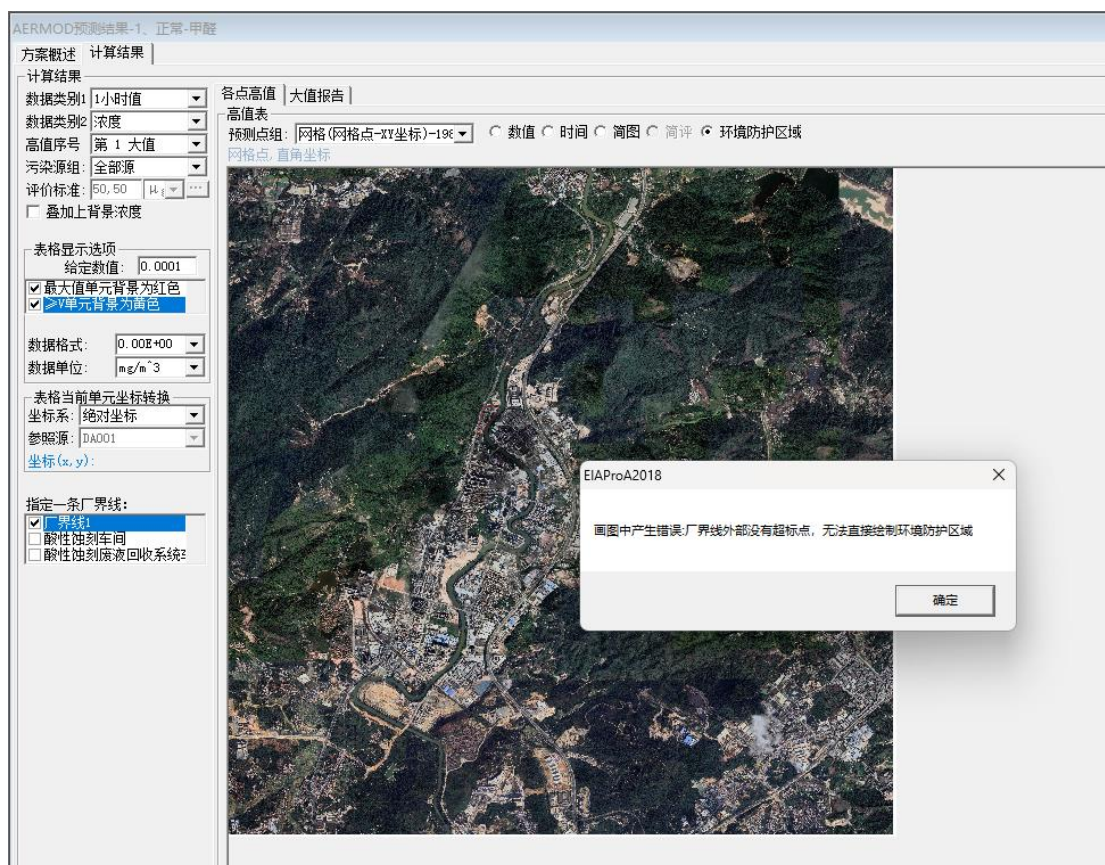 AERMOD预测结果-1、正常-甲醛
方案概述 计算结果
计算结果
数据类别1 1小时值
数据类别2 浓度
高值序号 第 1 大值
污染源组: 全部源
评价标准: 50,50
叠加上背景浓度
表格显示选项
给定数值: 0.0001
最大值单元背景为红色
≥V单元背景为黄色
数据格式: 0.00E+00
数据单位: mg/m^3
表格当前单元坐标转换
坐标系: 绝对坐标
参照源: DA001
坐标(x,y):
指定一条厂界线:
厂界线1
酸性蚀刻车间
酸性蚀刻废液回收系统
各点高值 大值报告
高值表
预测点组: 网格(网格点-XY坐标)-198 数值 时间 简图 简评 环境防护区域
网格点,直角坐标
EIAProA2018
画图中产生错误:厂界线外部没有超标点，无法直接绘制环境防护区域
确定